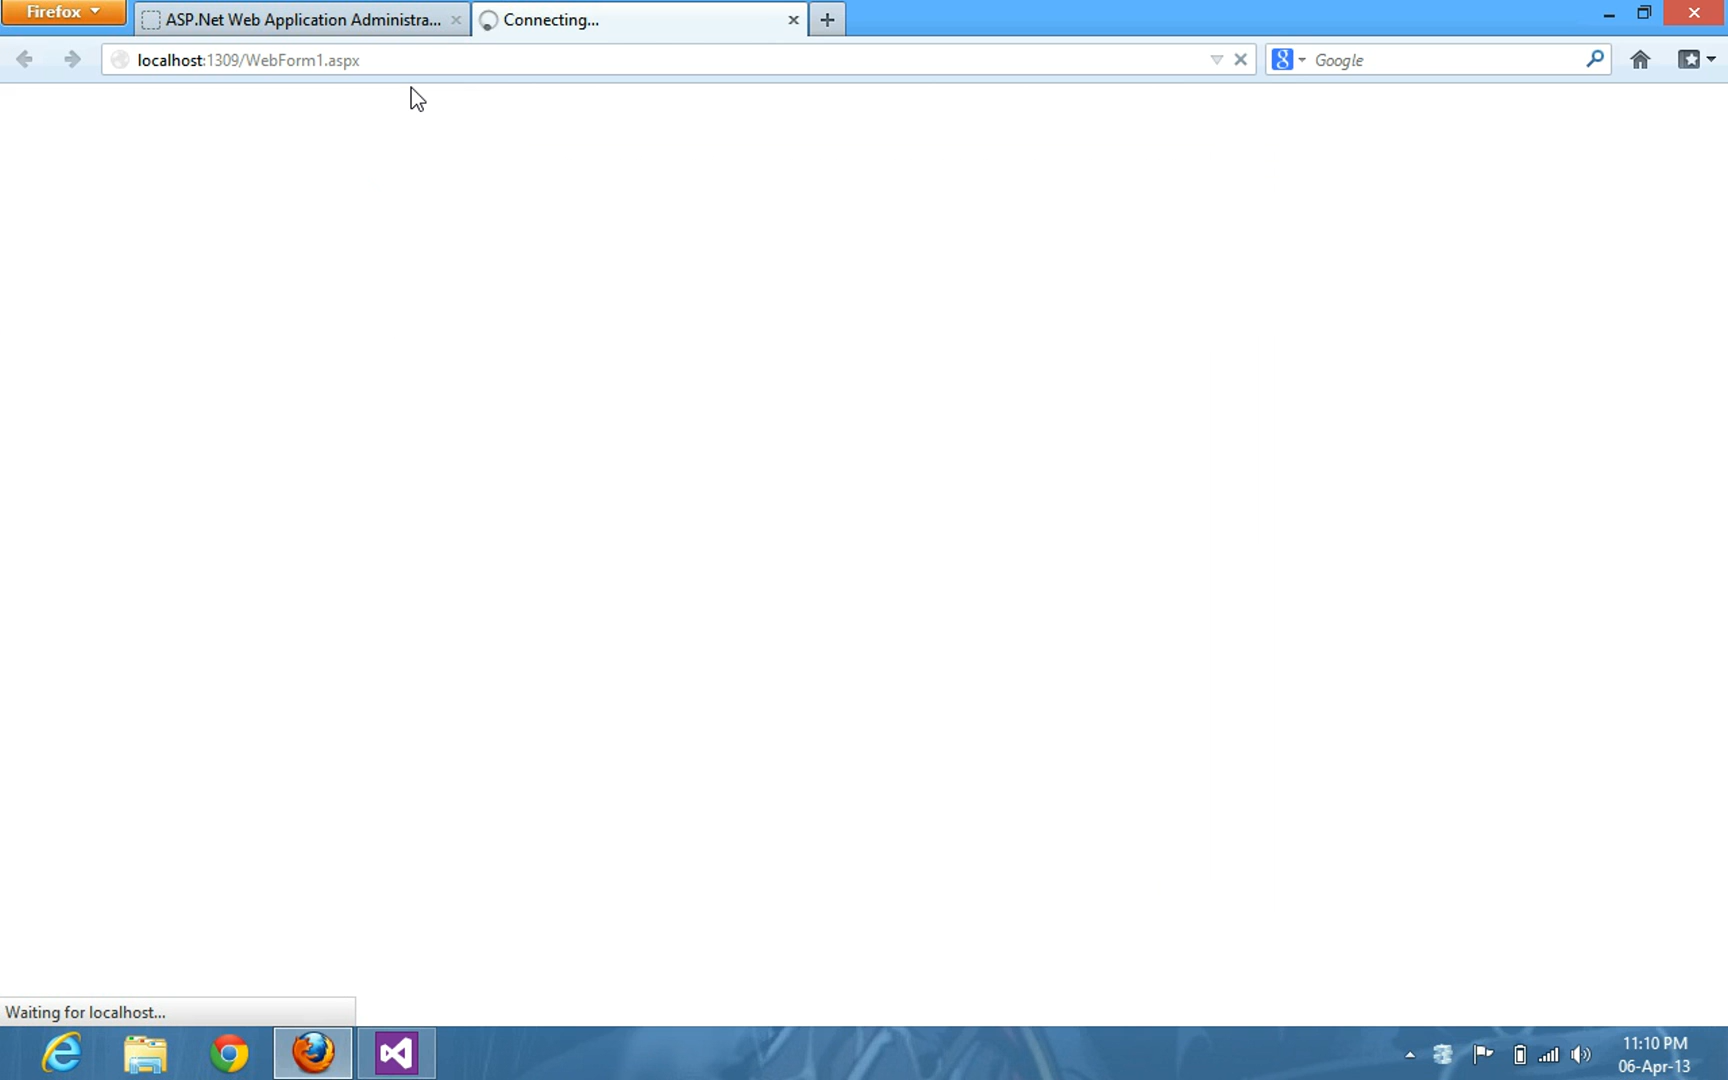 Firefox
ASP.Net Web Application Administra...
Connecting...
localhost:1309/WebForm1.aspx
Google
Waiting for localhost...
11:10 PM
06-Apr-13